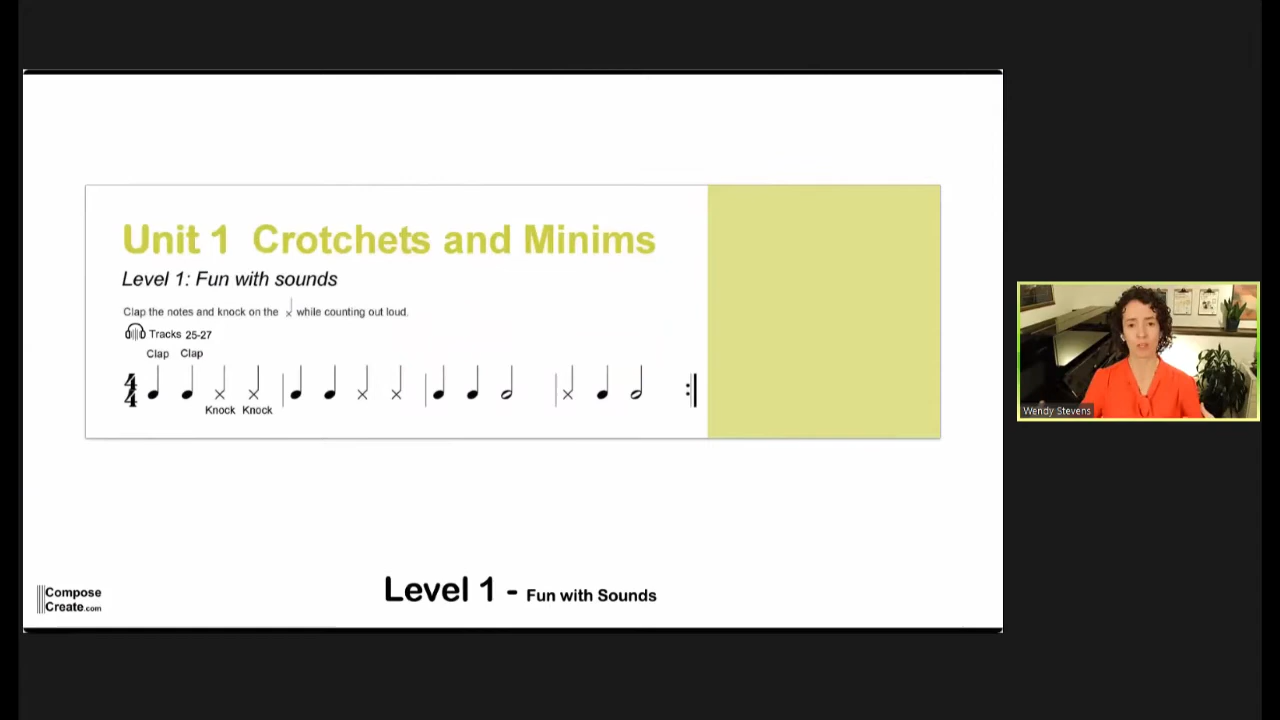 Unit 1 Crotchets and Minims
Level 1: Fun with sounds
Clap the notes and knock on the while counting out loud.
Tracks 25-27
Clap Clap
4
4
Knock Knock
Level 1 - Fun with Sounds
Compose
Create.com
Wendy Stevens